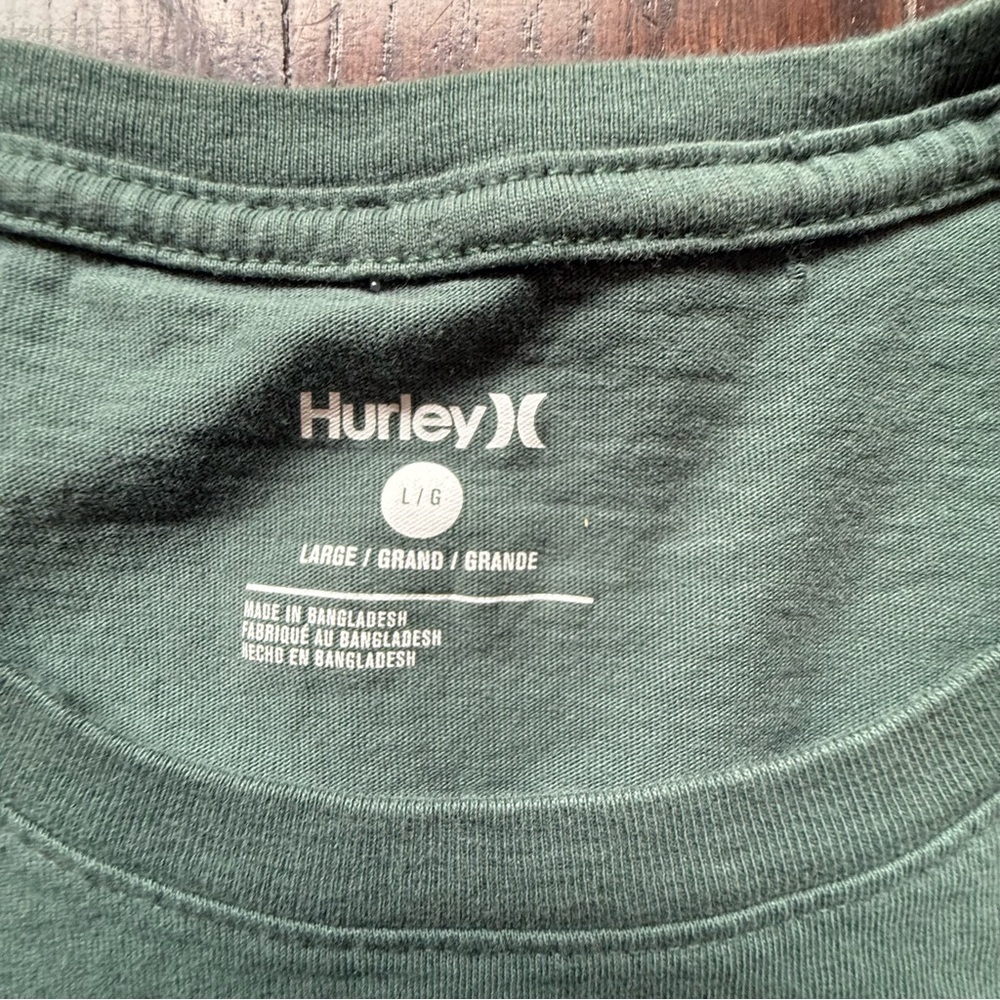 Hurley
L / G
LARGE / GRAND / GRANDE
MADE IN BANGLADESH
FABRIQUÉ AU BANGLADESH
HECHO EN BANGLADESH